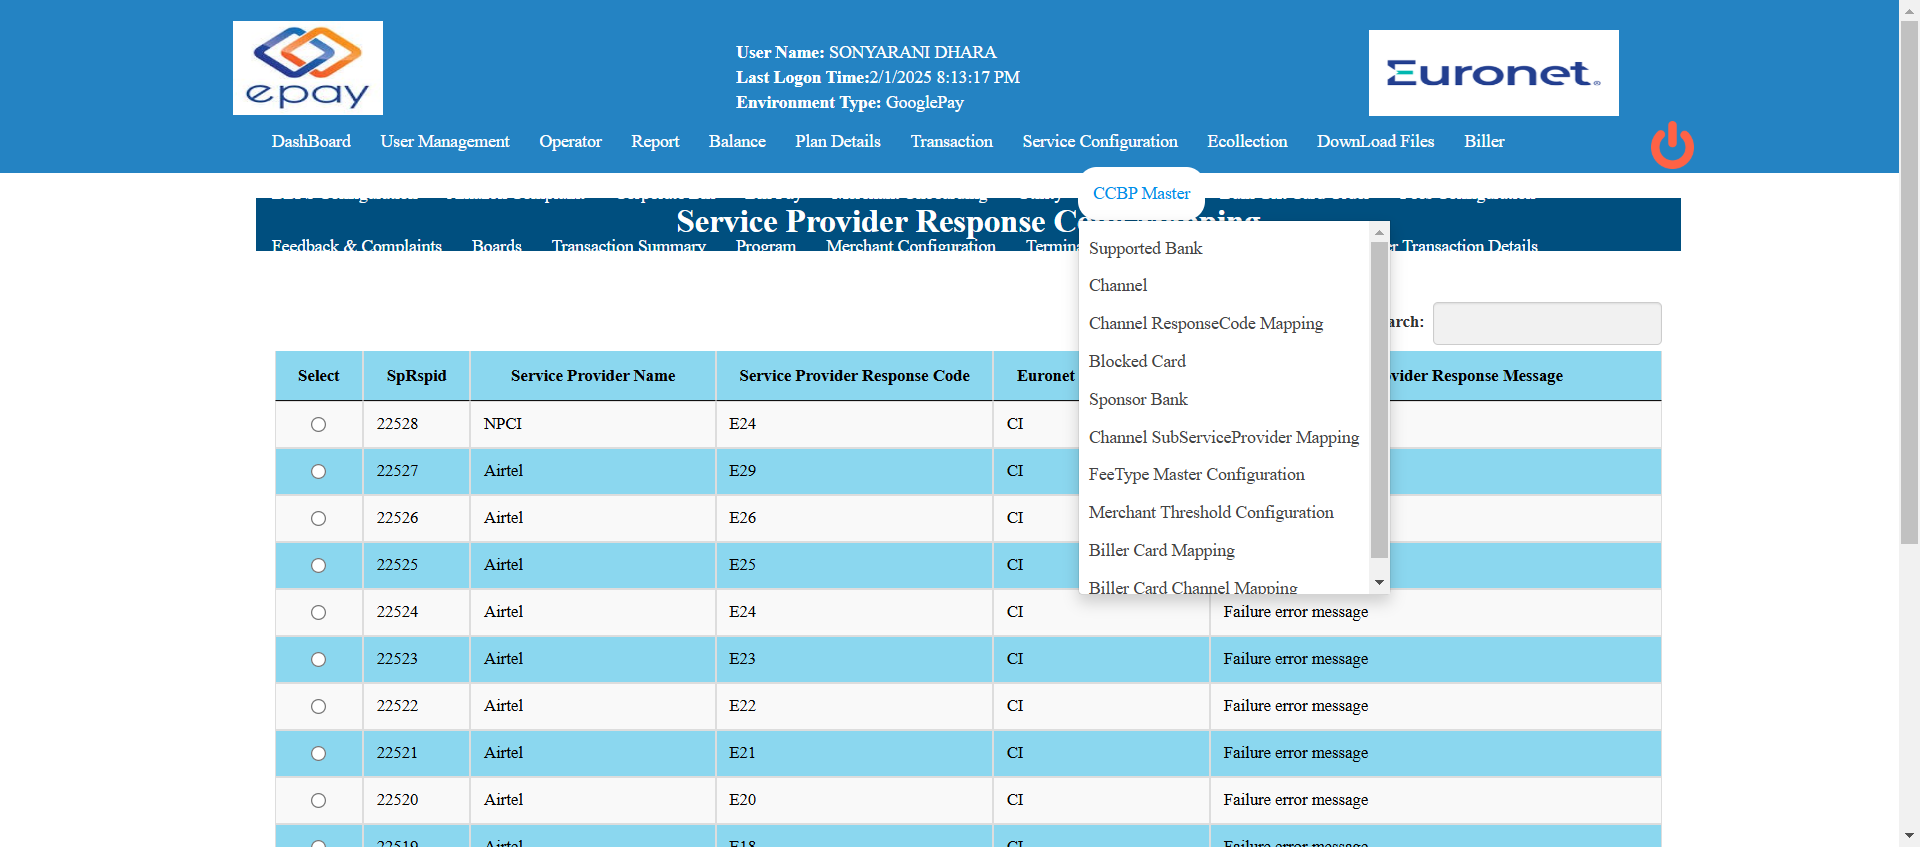 epay
User Name: SONYARANI DHARA
Last Logon Time:2/1/2025 8:13:17 PM
Environment Type: GooglePay
Euronet
DashBoard User Management Operator Report Balance Plan Details Transaction Service Configuration Ecollection DownLoad Files Biller
CCBP Master
Service Provider Response
Feedback & Complaints Boards Transaction Summary Program Merchant Configuration Transaction Details
Supported Bank
Channel
Channel ResponseCode Mapping
Blocked Card
Sponsor Bank
Channel SubServiceProvider Mapping
FeeType Master Configuration
Merchant Threshold Configuration
Biller Card Mapping
Biller Card Channel Mapping
arch:
Select SpRspid Service Provider Name Service Provider Response Code Euronet vider Response Message
22528 NPCI E24 CI
22527 Airtel E29 CI
22526 Airtel E26 CI
22525 Airtel E25 CI
22524 Airtel E24 CI Failure error message
22523 Airtel E23 CI Failure error message
22522 Airtel E22 CI Failure error message
22521 Airtel E21 CI Failure error message
22520 Airtel E20 CI Failure error message
22519 Airtel E18 CI Failure error message